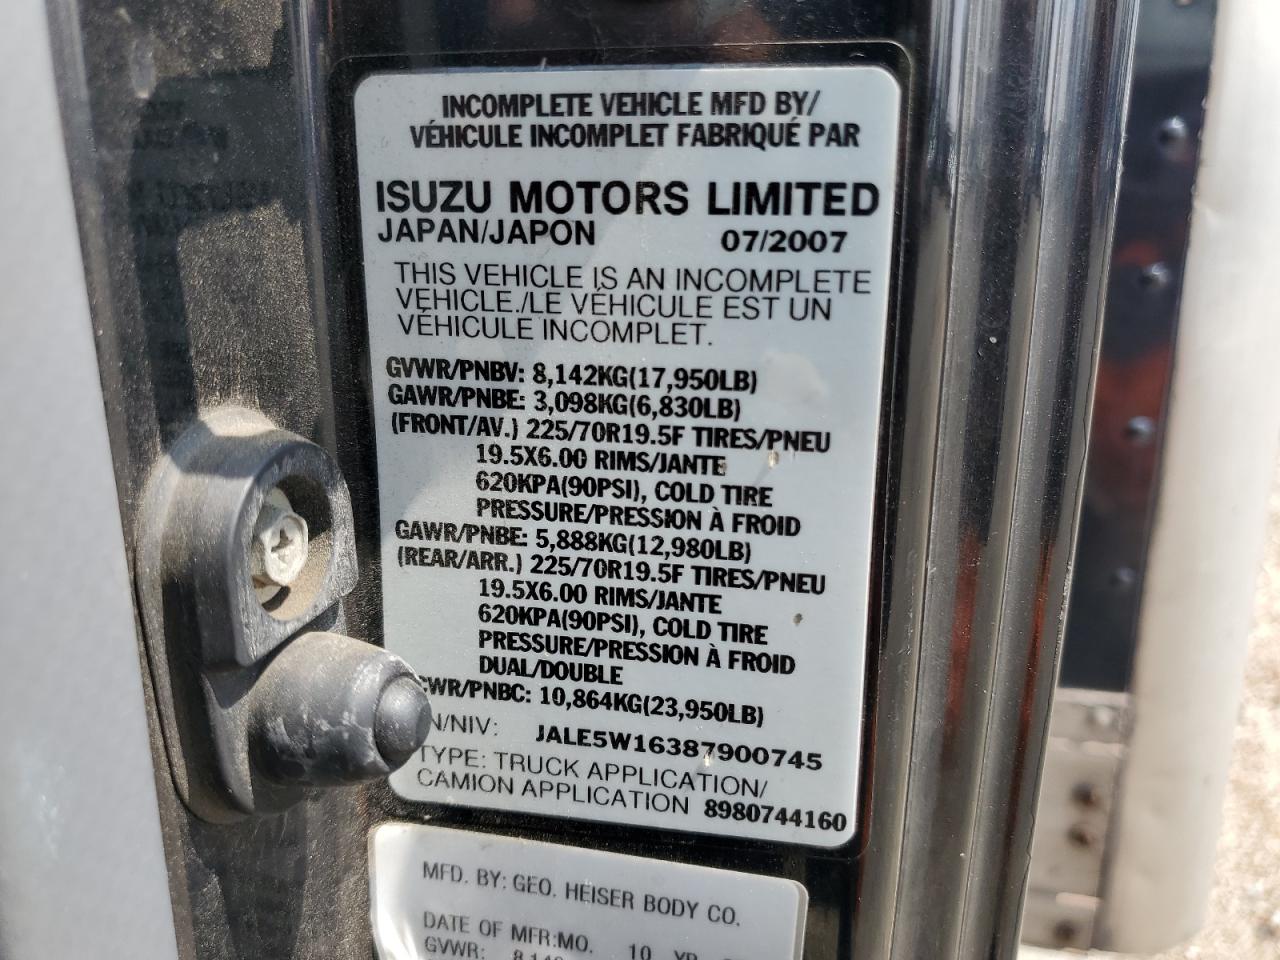 INCOMPLETE VEHICLE MFD BY/
VÉHICULE INCOMPLET FABRIQUÉ PAR
ISUZU MOTORS LIMITED
JAPAN/JAPON 07/2007
THIS VEHICLE IS AN INCOMPLETE
VEHICLE./LE VÉHICULE EST UN
VÉHICULE INCOMPLET.
GVWR/PNBV: 8,142KG(17,950LB)
GAWR/PNBE: 3,098KG(6,830LB)
(FRONT/AV.) 225/70R19.5F TIRES/PNEU
19.5X6.00 RIMS/JANTE
620KPA(90PSI), COLD TIRE
PRESSURE/PRESSION À FROID
GAWR/PNBE: 5,888KG(12,980LB)
(REAR/ARR.) 225/70R19.5F TIRES/PNEU
19.5X6.00 RIMS/JANTE
620KPA(90PSI), COLD TIRE
PRESSURE/PRESSION À FROID
DUAL/DOUBLE
CWR/PNBC: 10,864KG(23,950LB)
N/NIV: JALE5W16387900745
TYPE: TRUCK APPLICATION/
CAMION APPLICATION 8980744160
MFD. BY: GEO. HEISER BODY CO.
DATE OF MFR:MO. 10 YR
GVWR: